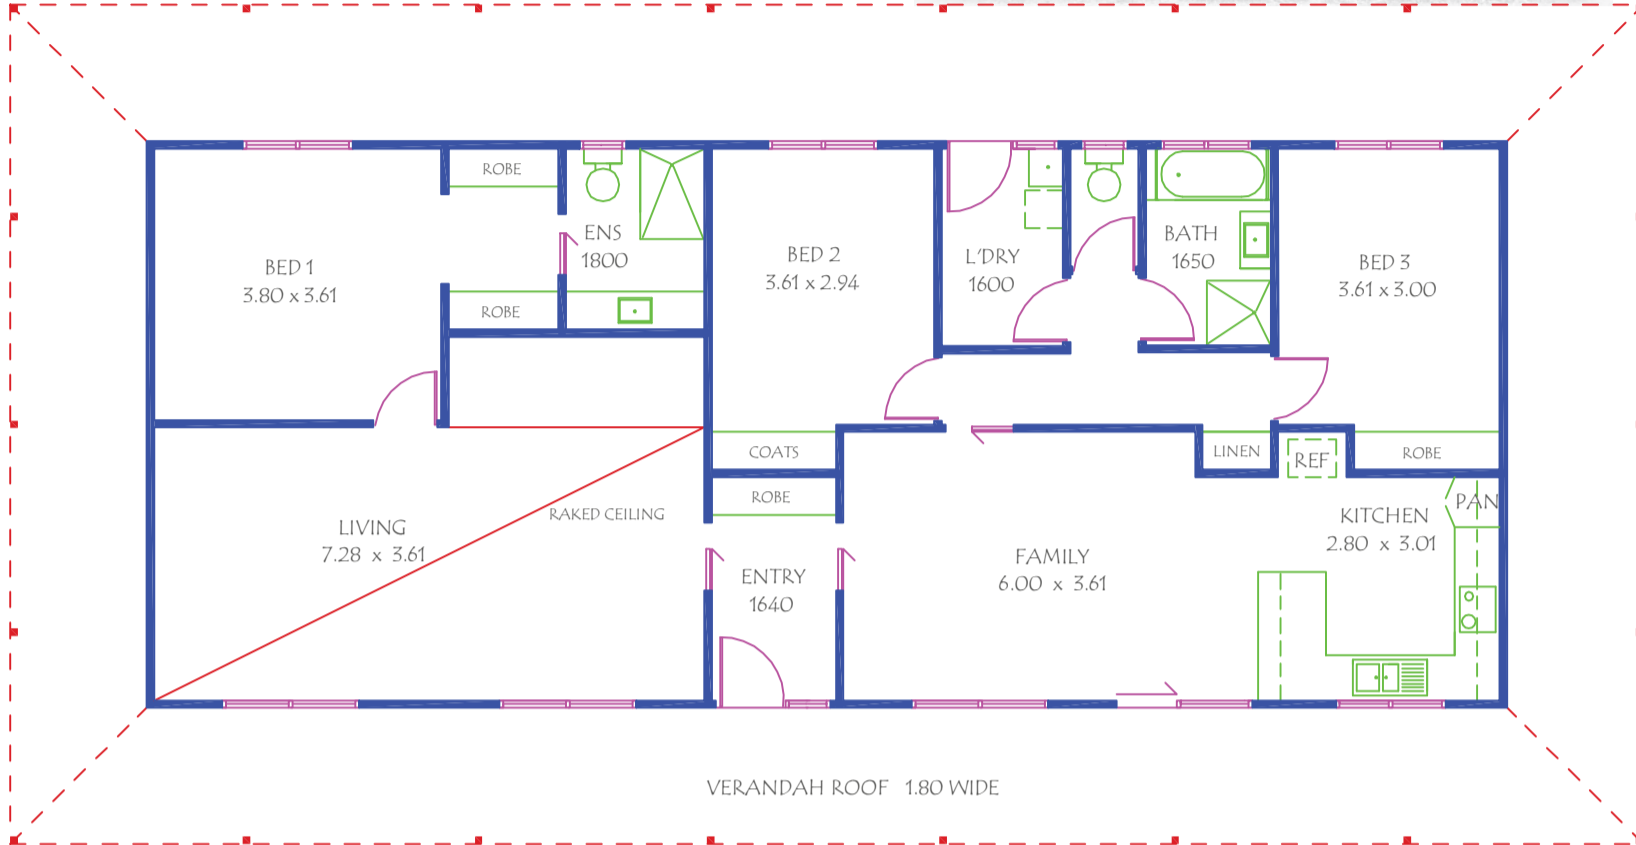 ROBE
ENS
1800
BED 1
3.80 x 3.61
ROBE
BED 2
3.61 x 2.94
L'DRY
1600
BATH
1650
BED 3
3.61 x 3.00
COATS
ROBE
LINEN
REF
ROBE
PAN
LIVING
7.28 x 3.61
RAKED CEILING
ENTRY
1640
FAMILY
6.00 x 3.61
KITCHEN
2.80 x 3.01
VERANDAH ROOF 1.80 WIDE